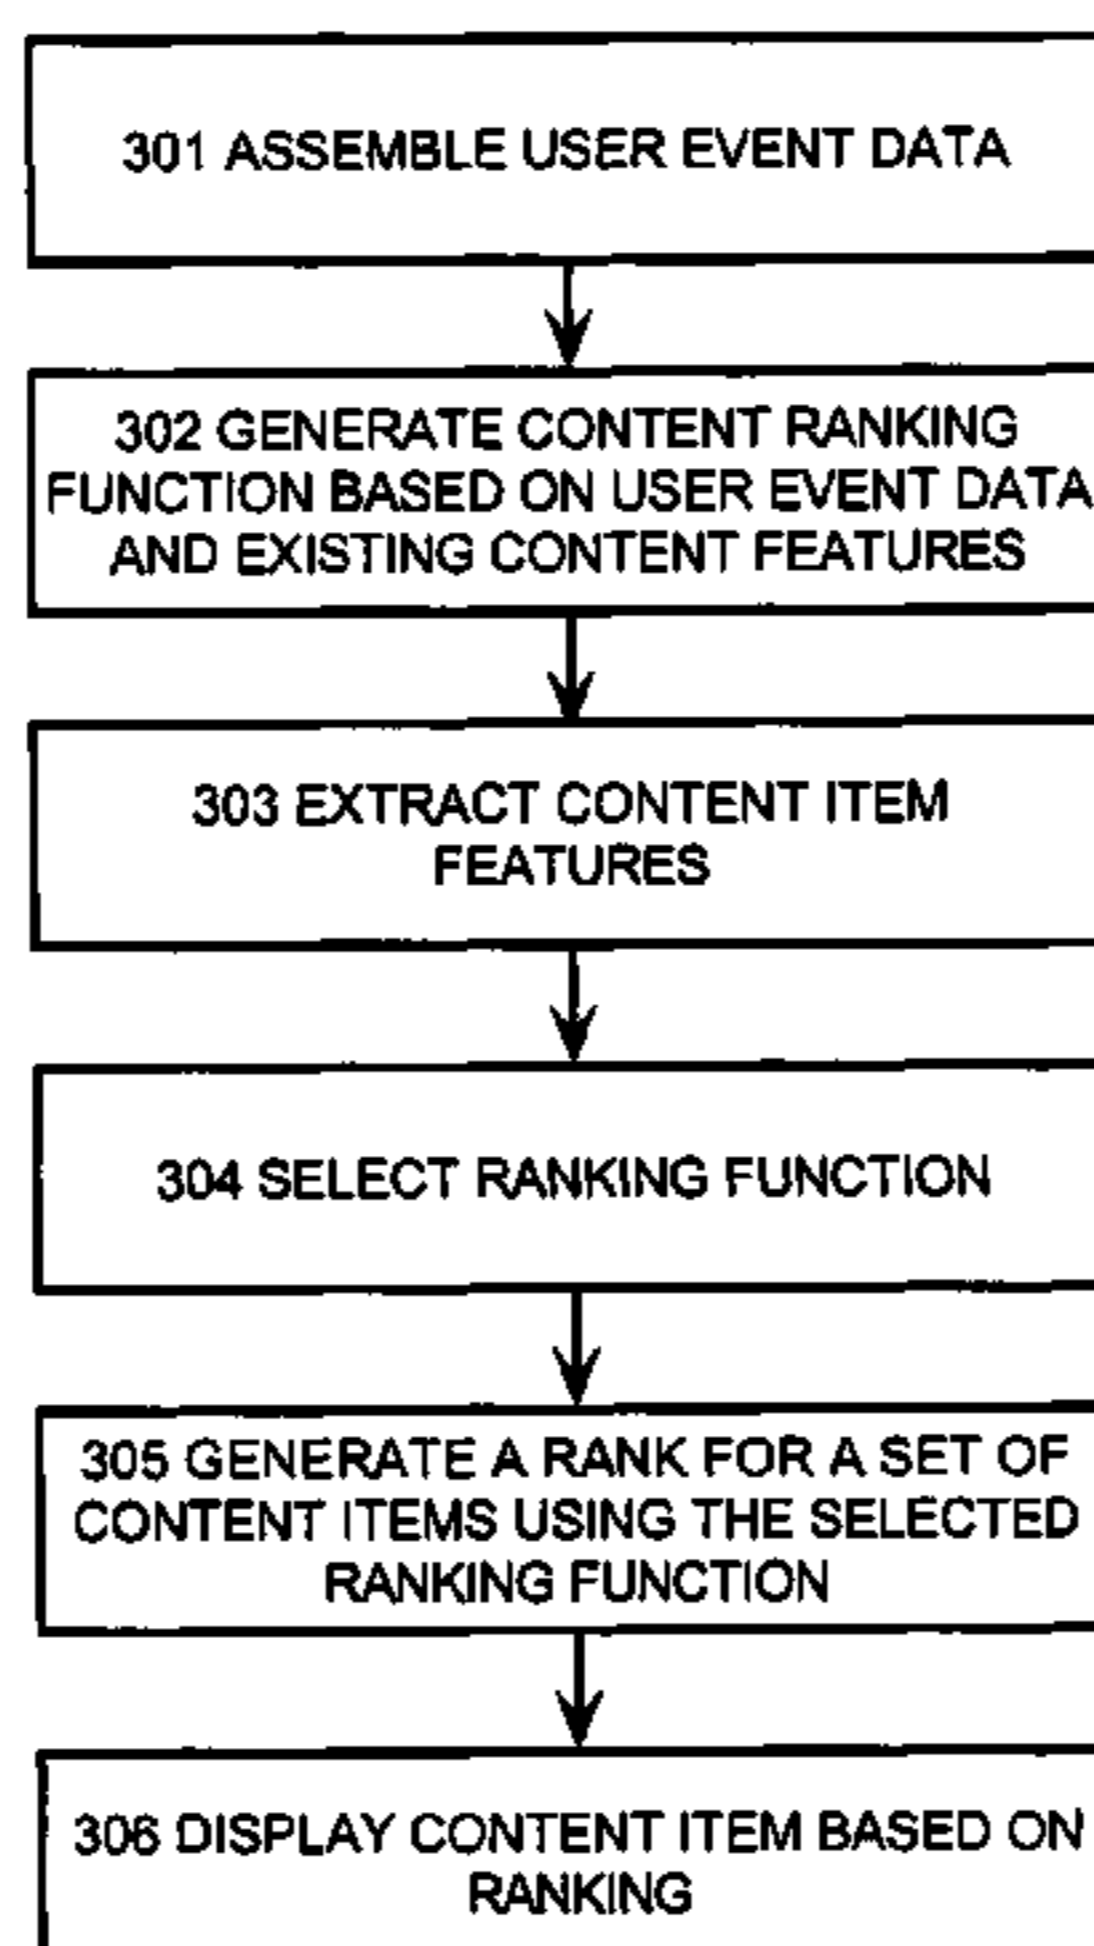 301 ASSEMBLE USER EVENT DATA
302 GENERATE CONTENT RANKING
FUNCTION BASED ON USER EVENT DATA
AND EXISTING CONTENT FEATURES
303 EXTRACT CONTENT ITEM
FEATURES
304 SELECT RANKING FUNCTION
305 GENERATE A RANK FOR A SET OF
CONTENT ITEMS USING THE SELECTED
RANKING FUNCTION
306 DISPLAY CONTENT ITEM BASED ON
RANKING